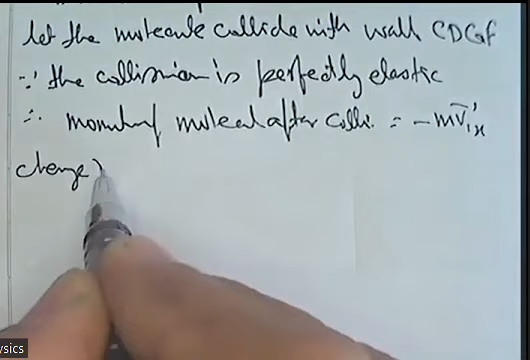 let the molecule collide with wall CDGF
∵ the collision is perfectly elastic
∴ momentum of molecule after colli. = -mv̄'₁ₓ
change
ysics